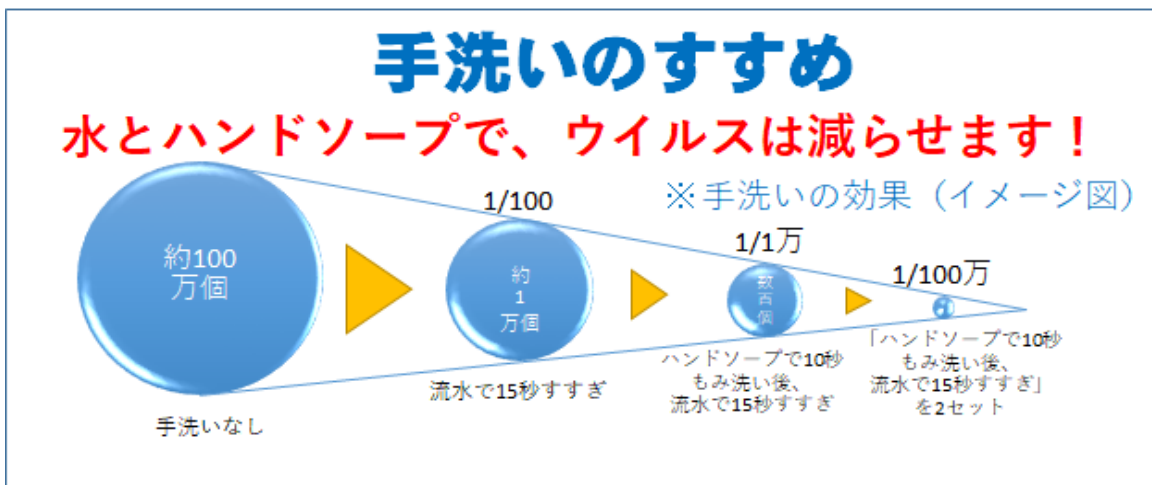 手洗いのすすめ
水とハンドソープで、ウイルスは減らせます！
※手洗いの効果（イメージ図）
約100
万個
手洗いなし
1/100
約
1
万個
流水で15秒すすぎ
1/1万
数
百
個
ハンドソープで10秒
もみ洗い後、
流水で15秒すすぎ
1/100万
「ハンドソープで10秒
もみ洗い後、
流水で15秒すすぎ」
を2セット